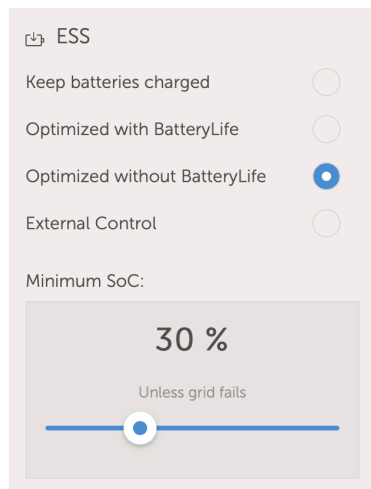 ESS
Keep batteries charged
Optimized with BatteryLife
Optimized without BatteryLife
External Control
Minimum SoC:
30 %
Unless grid fails